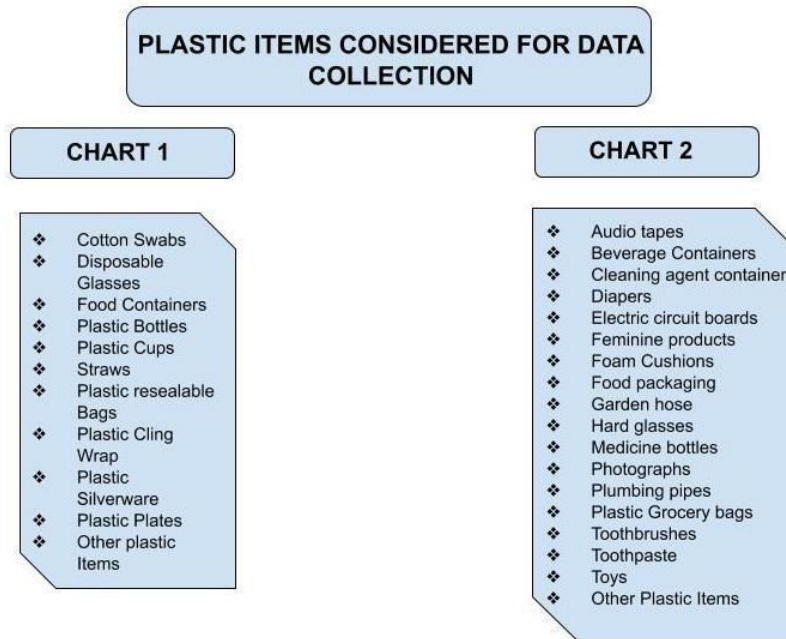 PLASTIC ITEMS CONSIDERED FOR DATA
COLLECTION
CHART 1
❖ Cotton Swabs
❖ Disposable
Glasses
❖ Food Containers
❖ Plastic Bottles
❖ Plastic Cups
❖ Straws
❖ Plastic resealable
Bags
❖ Plastic Cling
Wrap
❖ Plastic
Silverware
❖ Plastic Plates
❖ Other plastic
Items
CHART 2
❖ Audio tapes
❖ Beverage Containers
❖ Cleaning agent container
❖ Diapers
❖ Electric circuit boards
❖ Feminine products
❖ Foam Cushions
❖ Food packaging
❖ Garden hose
❖ Hard glasses
❖ Medicine bottles
❖ Photographs
❖ Plumbing pipes
❖ Plastic Grocery bags
❖ Toothbrushes
❖ Toothpaste
❖ Toys
❖ Other Plastic Items